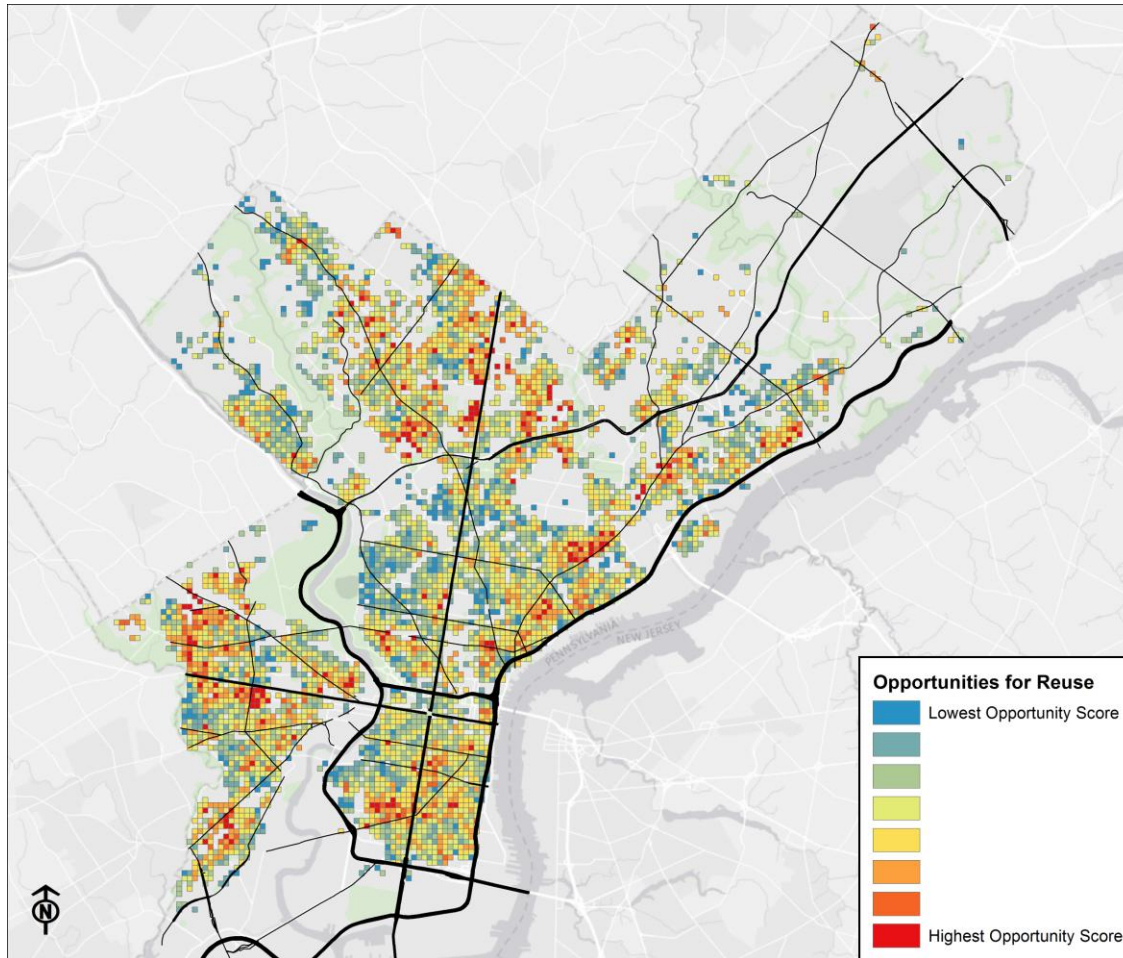 PENNSYLVANIA
NEW JERSEY
Opportunities for Reuse
Lowest Opportunity Score
Highest Opportunity Score
N